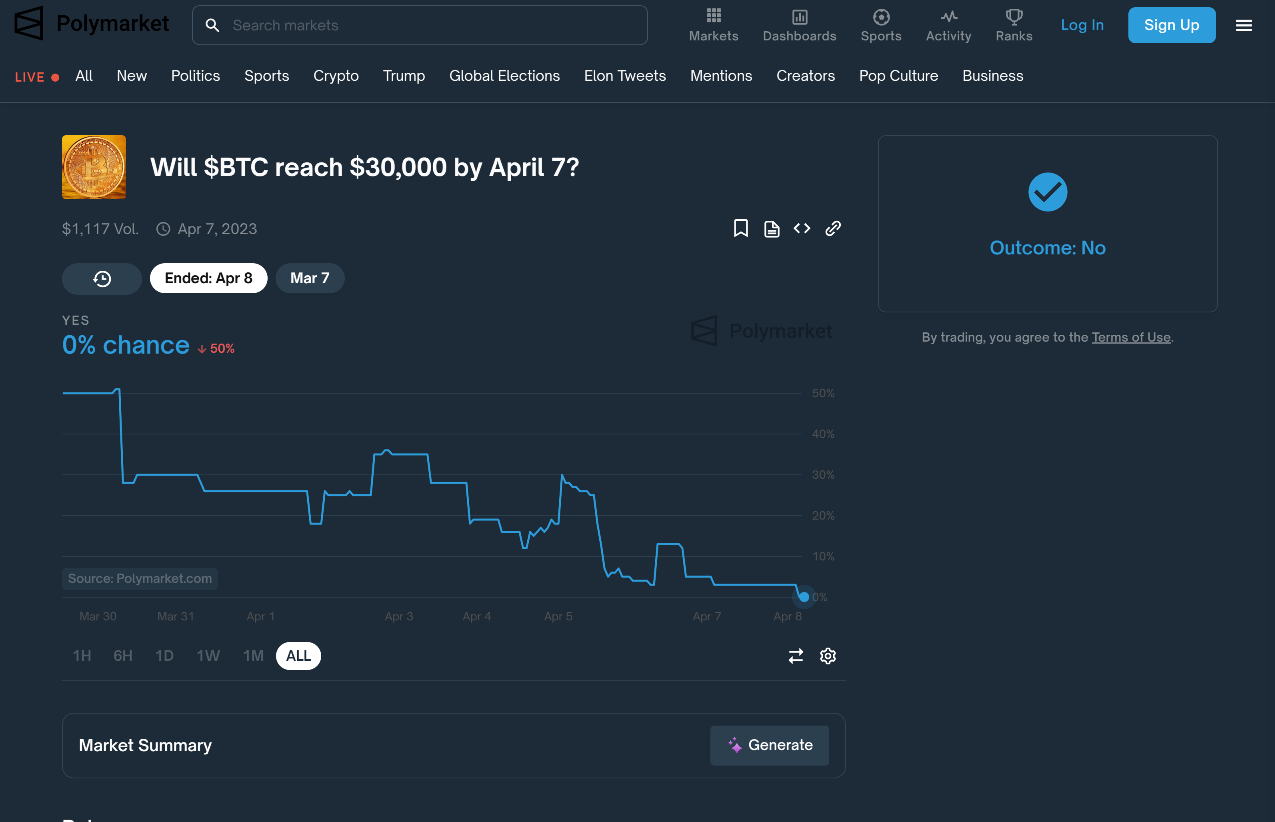 Polymarket
Search markets
Markets
Dashboards
Sports
Activity
Ranks
Log In
Sign Up
LIVE All New Politics Sports Crypto Trump Global Elections Elon Tweets Mentions Creators Pop Culture Business
Will $BTC reach $30,000 by April 7?
$1,117 Vol. Apr 7, 2023
Ended: Apr 8 Mar 7
YES
0% chance 50%
Polymarket
50%
40%
30%
20%
10%
0%
Source: Polymarket.com
Mar 30 Mar 31 Apr 1 Apr 3 Apr 4 Apr 5 Apr 7 Apr 8
1H 6H 1D 1W 1M ALL
Market Summary
Generate
Outcome: No
By trading, you agree to the Terms of Use.